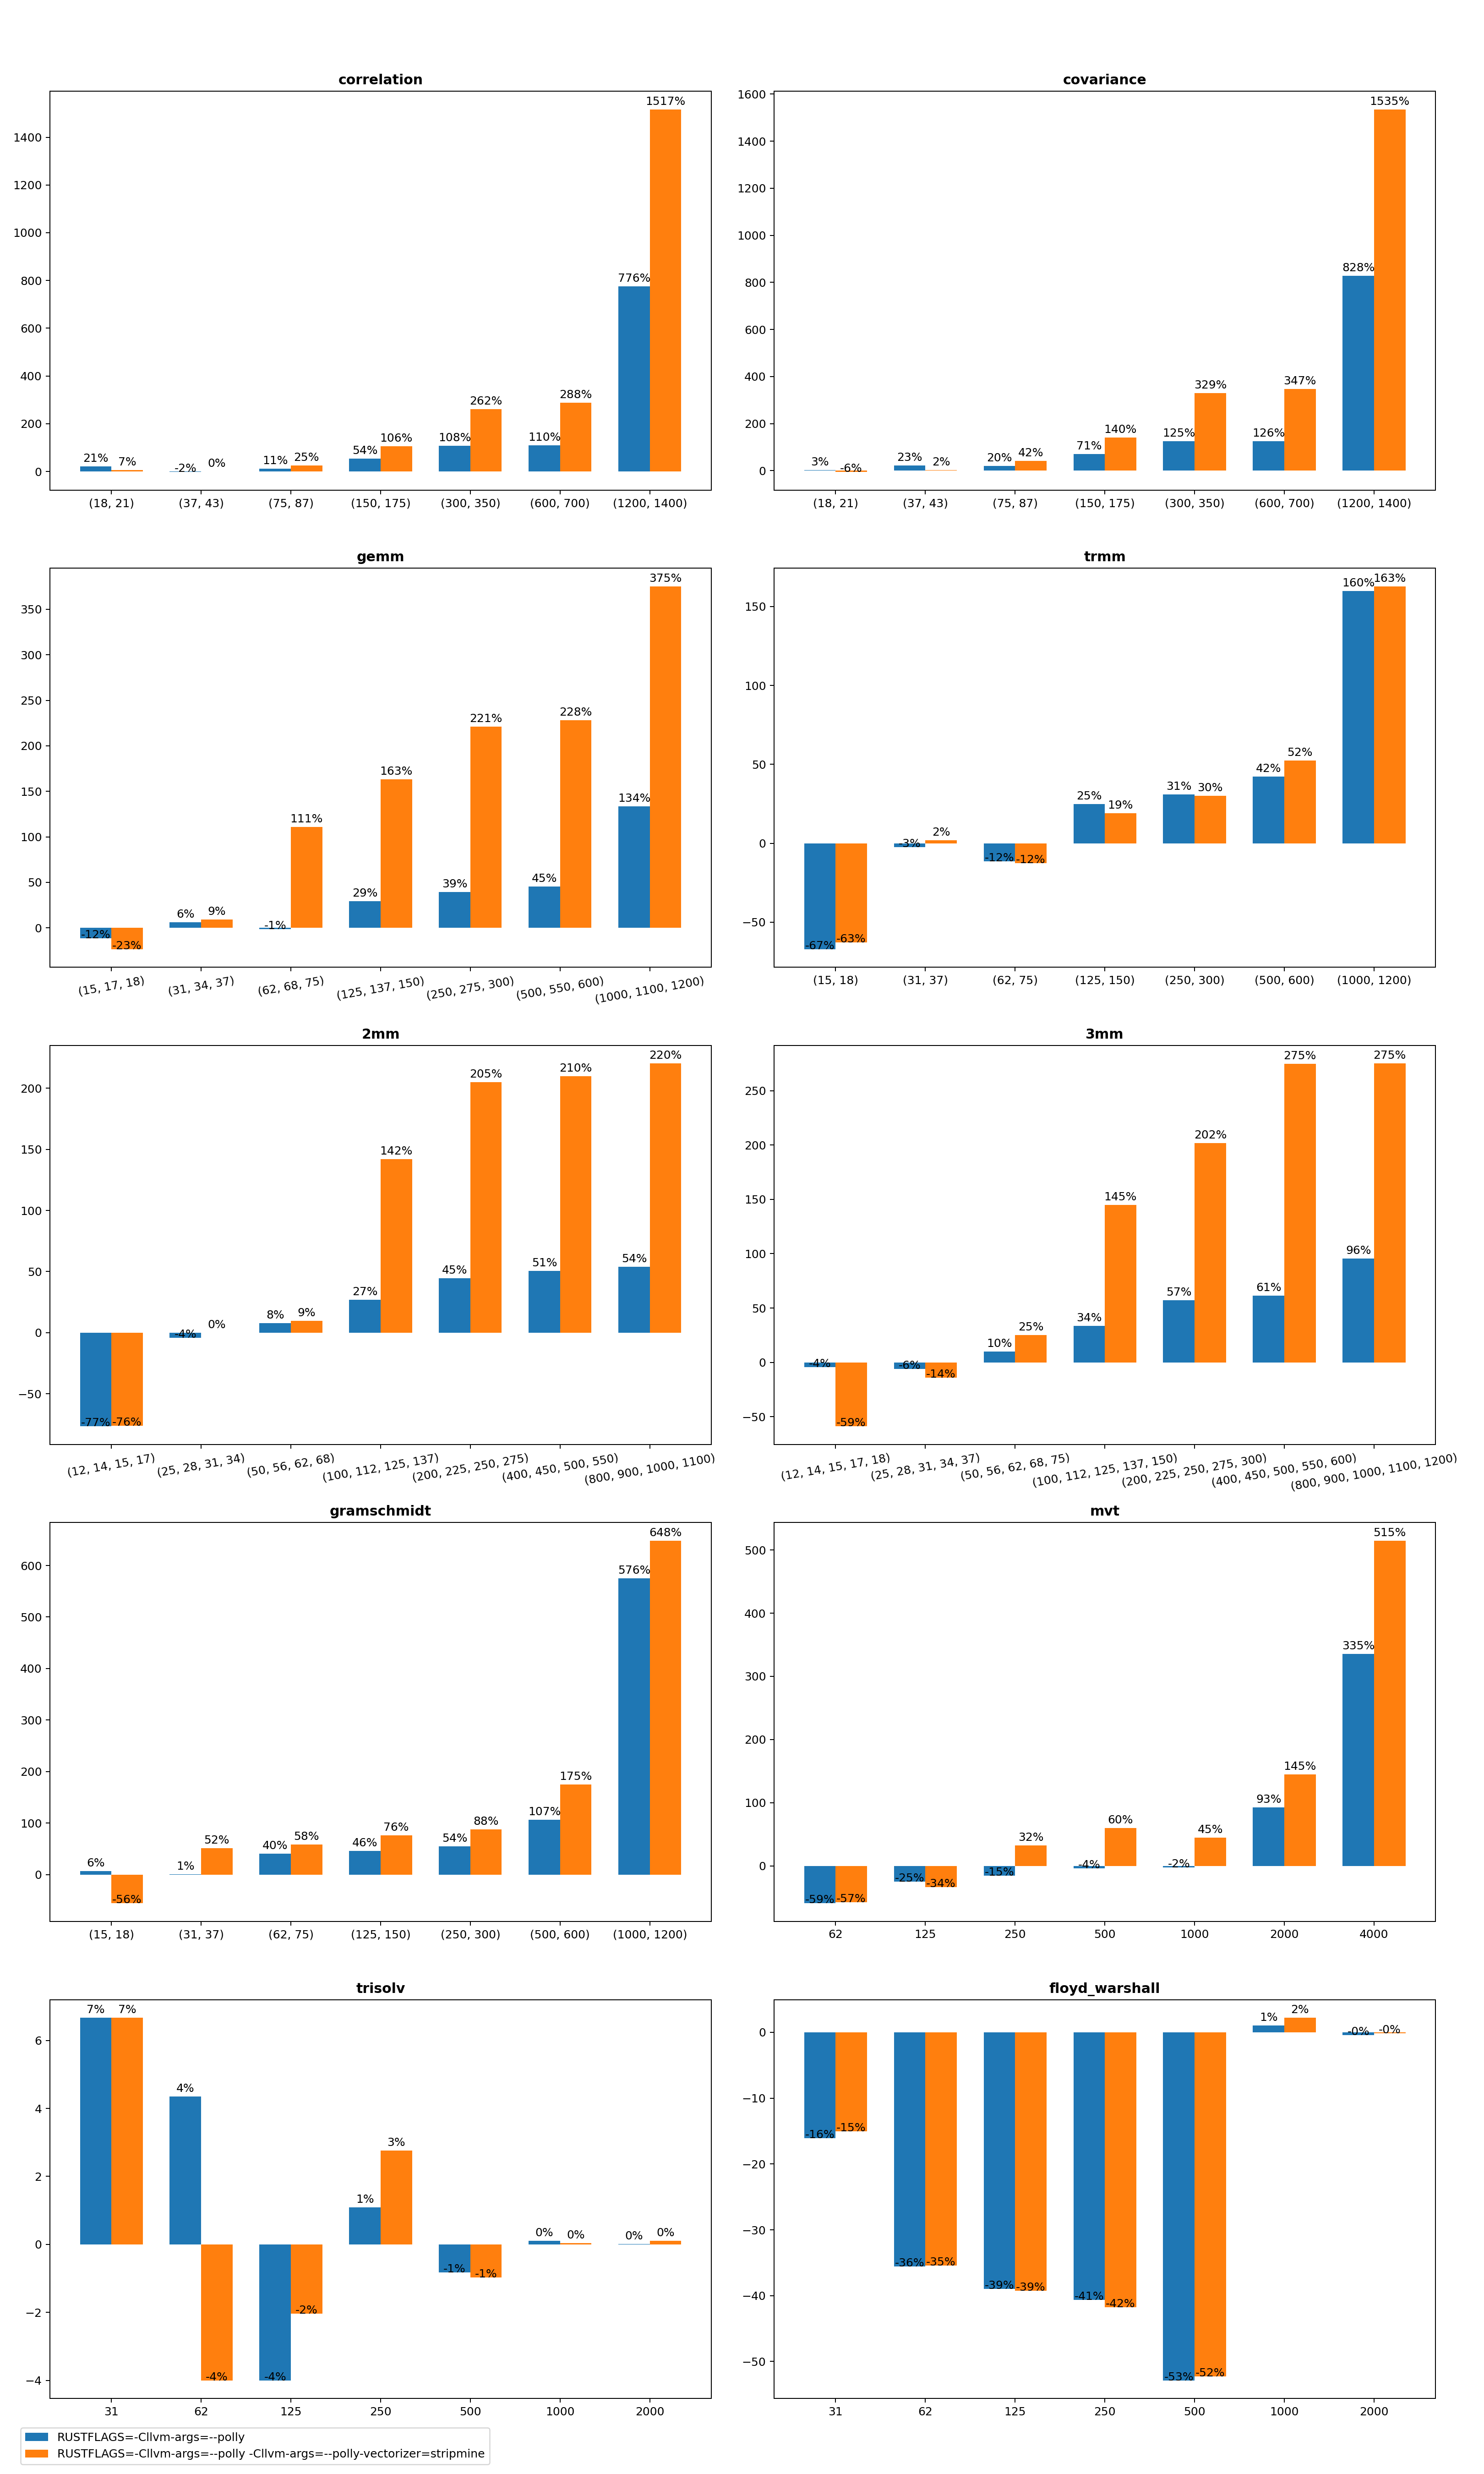 correlation
1400
1200
1000
800
600
400
200
0
21% 7% -2% 0% 11% 25% 54% 106% 108% 262% 110% 288% 776% 1517%
(18, 21) (37, 43) (75, 87) (150, 175) (300, 350) (600, 700) (1200, 1400)
covariance
1600
1400
1200
1000
800
600
400
200
0
3% -6% 23% 2% 20% 42% 71% 140% 125% 329% 126% 347% 828% 1535%
(18, 21) (37, 43) (75, 87) (150, 175) (300, 350) (600, 700) (1200, 1400)
gemm
350
300
250
200
150
100
50
0
-12% -23% 6% 9% -1% 111% 29% 163% 39% 221% 45% 228% 134% 375%
(15, 17, 18) (31, 34, 37) (62, 68, 75) (125, 137, 150) (250, 275, 300) (500, 550, 600) (1000, 1100, 1200)
trmm
150
100
50
0
−50
-67% -63% -3% 2% -12% -12% 25% 19% 31% 30% 42% 52% 160% 163%
(15, 18) (31, 37) (62, 75) (125, 150) (250, 300) (500, 600) (1000, 1200)
2mm
200
150
100
50
0
−50
-77% -76% -4% 0% 8% 9% 27% 142% 45% 205% 51% 210% 54% 220%
(12, 14, 15, 17) (25, 28, 31, 34) (50, 56, 62, 68) (100, 112, 125, 137) (200, 225, 250, 275) (400, 450, 500, 550) (800, 900, 1000, 1100)
3mm
250
200
150
100
50
0
−50
-4% -59% -6% -14% 10% 25% 34% 145% 57% 202% 61% 275% 96% 275%
(12, 14, 15, 17, 18) (25, 28, 31, 34, 37) (50, 56, 62, 68, 75) (100, 112, 125, 137, 150) (200, 225, 250, 275, 300) (400, 450, 500, 550, 600) (800, 900, 1000, 1100, 1200)
gramschmidt
600
500
400
300
200
100
0
6% -56% 1% 52% 40% 58% 46% 76% 54% 88% 107% 175% 576% 648%
(15, 18) (31, 37) (62, 75) (125, 150) (250, 300) (500, 600) (1000, 1200)
mvt
500
400
300
200
100
0
-59% -57% -25% -34% -15% 32% -4% 60% -2% 45% 93% 145% 335% 515%
62 125 250 500 1000 2000 4000
trisolv
6
4
2
0
−2
−4
7% 7% 4% -4% -4% -2% 1% 3% -1% -1% 0% 0% 0% 0%
31 62 125 250 500 1000 2000
floyd_warshall
0
−10
−20
−30
−40
−50
-16% -15% -36% -35% -39% -39% -41% -42% -53% -52% 1% 2% -0% -0%
31 62 125 250 500 1000 2000
RUSTFLAGS=-Cllvm-args=--polly
RUSTFLAGS=-Cllvm-args=--polly -Cllvm-args=--polly-vectorizer=stripmine